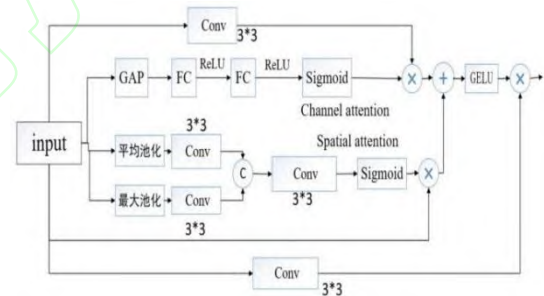 Conv
3*3
GAP
FC
ReLU
FC
ReLU
Sigmoid
×
+
GELU
×
Channel attention
input
3*3
平均池化
Conv
Spatial attention
C
Conv
3*3
Sigmoid
×
最大池化
Conv
3*3
Conv
3*3